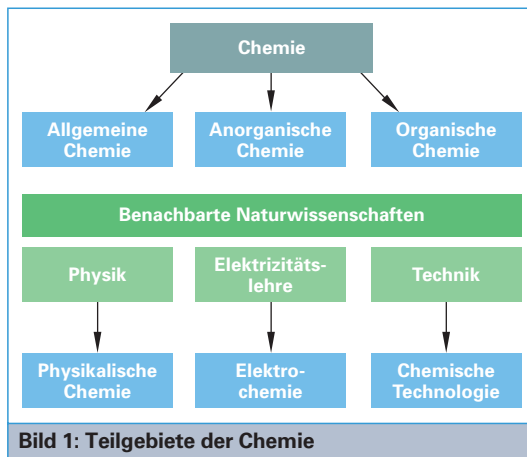 Chemie
Allgemeine
Chemie
Anorganische
Chemie
Organische
Chemie
Benachbarte Naturwissenschaften
Physik
Elektrizitäts-
lehre
Technik
Physikalische
Chemie
Elektro-
chemie
Chemische
Technologie
Bild 1: Teilgebiete der Chemie